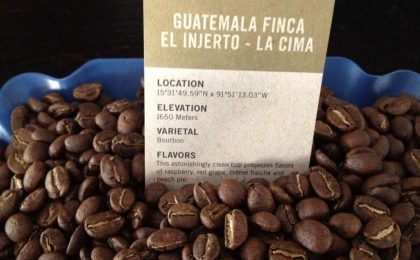 GUATEMALA FINCA
EL INJERTO - LA CIMA
LOCATION
15°31'49.59"N x 91°51'13.03"W
ELEVATION
1650 Meters
VARIETAL
Bourbon
FLAVORS
This astonishingly clean cup possesses flavors
of raspberry, red grape, crème fraîche and
peach pie.